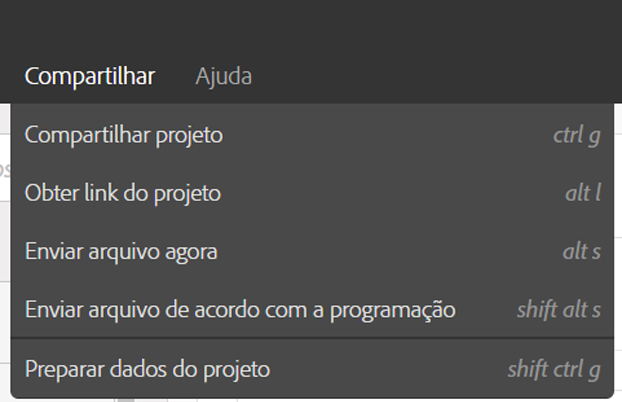 Compartilhar Ajuda
Compartilhar projeto ctrl g
Obter link do projeto alt l
Enviar arquivo agora alt s
Enviar arquivo de acordo com a programação shift alt s
Preparar dados do projeto shift ctrl g